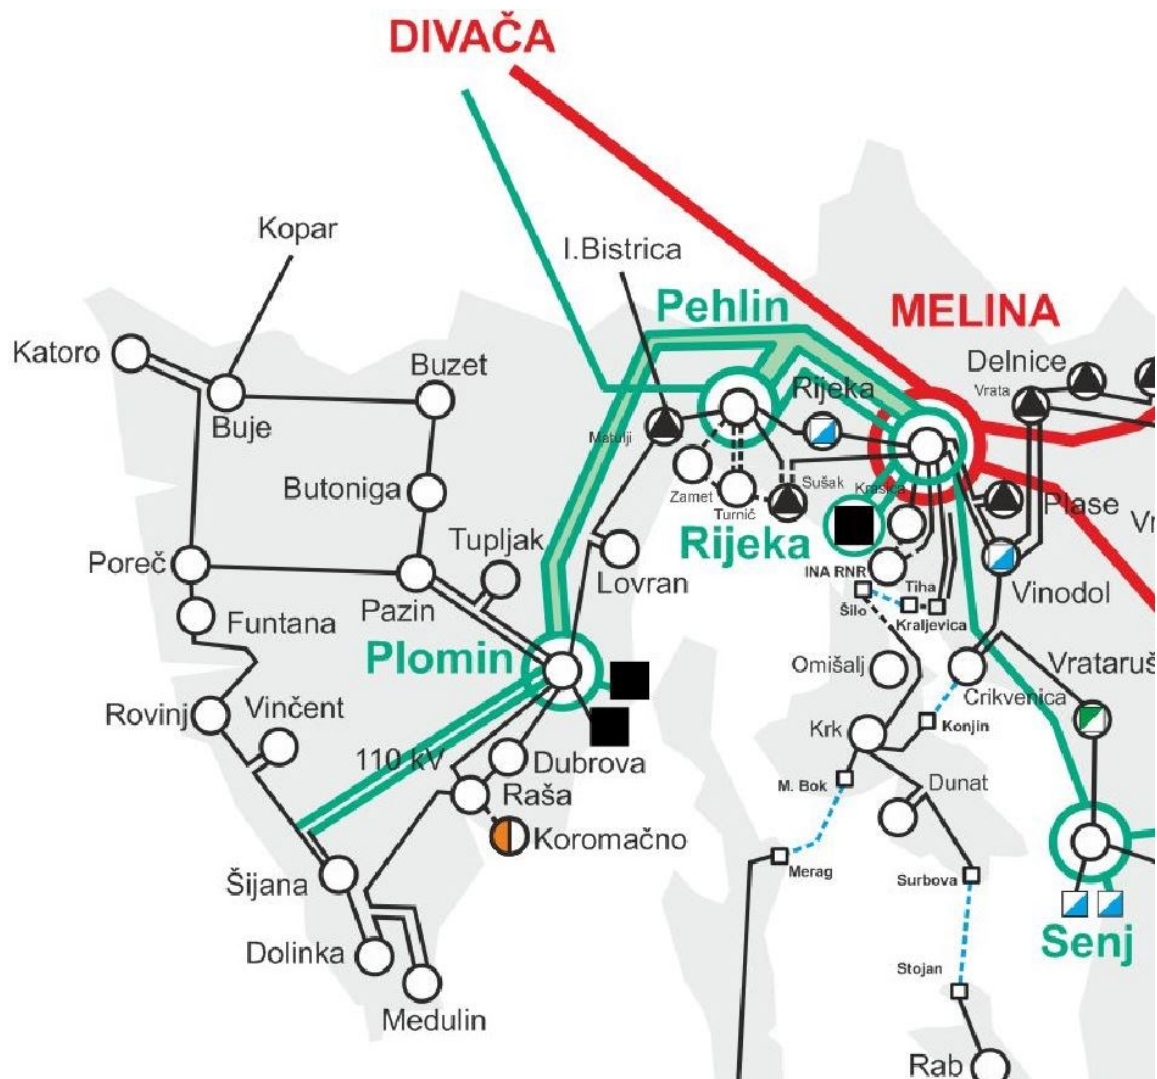 DIVAČA
Kopar
I.Bistrica
Pehlin
MELINA
Katoro
Buzet
Rijeka
Delnice
Vrata
Buje
Matulji
Butoniga
Zamet
Turnič
Sušak
Krasica
Plase
Vr
Poreč
Tupljak
Rijeka
Pazin
Lovran
INA RNR
Tiha
Vinodol
Funtana
Šilo
Kraljevica
Plomin
Omišalj
Crikvenica
Vrataruš
Rovinj
Vinčent
Krk
Konjin
110 kV
Dubrova
M. Bok
Dunat
Raša
Koromačno
Merag
Surbova
Šijana
Senj
Dolinka
Stojan
Medulin
Rab